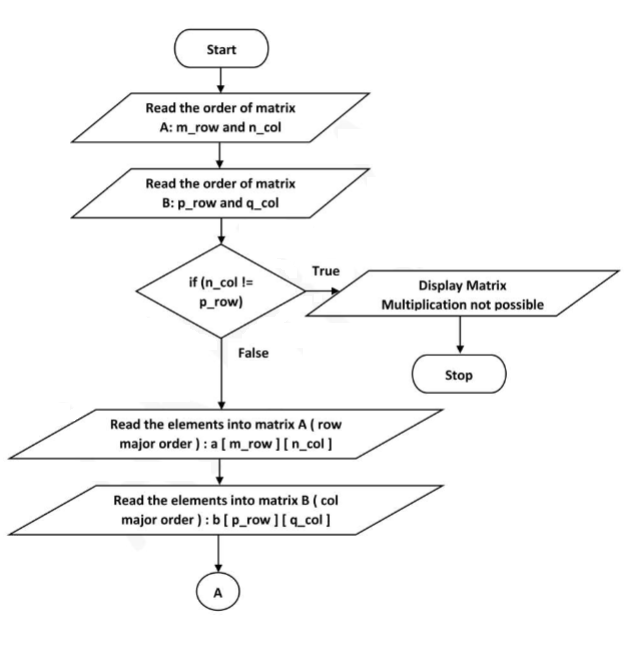 Start
Read the order of matrix
A: m_row and n_col
Read the order of matrix
B: p_row and q_col
if (n_col !=
p_row)
True
Display Matrix
Multiplication not possible
Stop
False
Read the elements into matrix A ( row
major order ) : a [ m_row ] [ n_col ]
Read the elements into matrix B ( col
major order ) : b [ p_row ] [ q_col ]
A